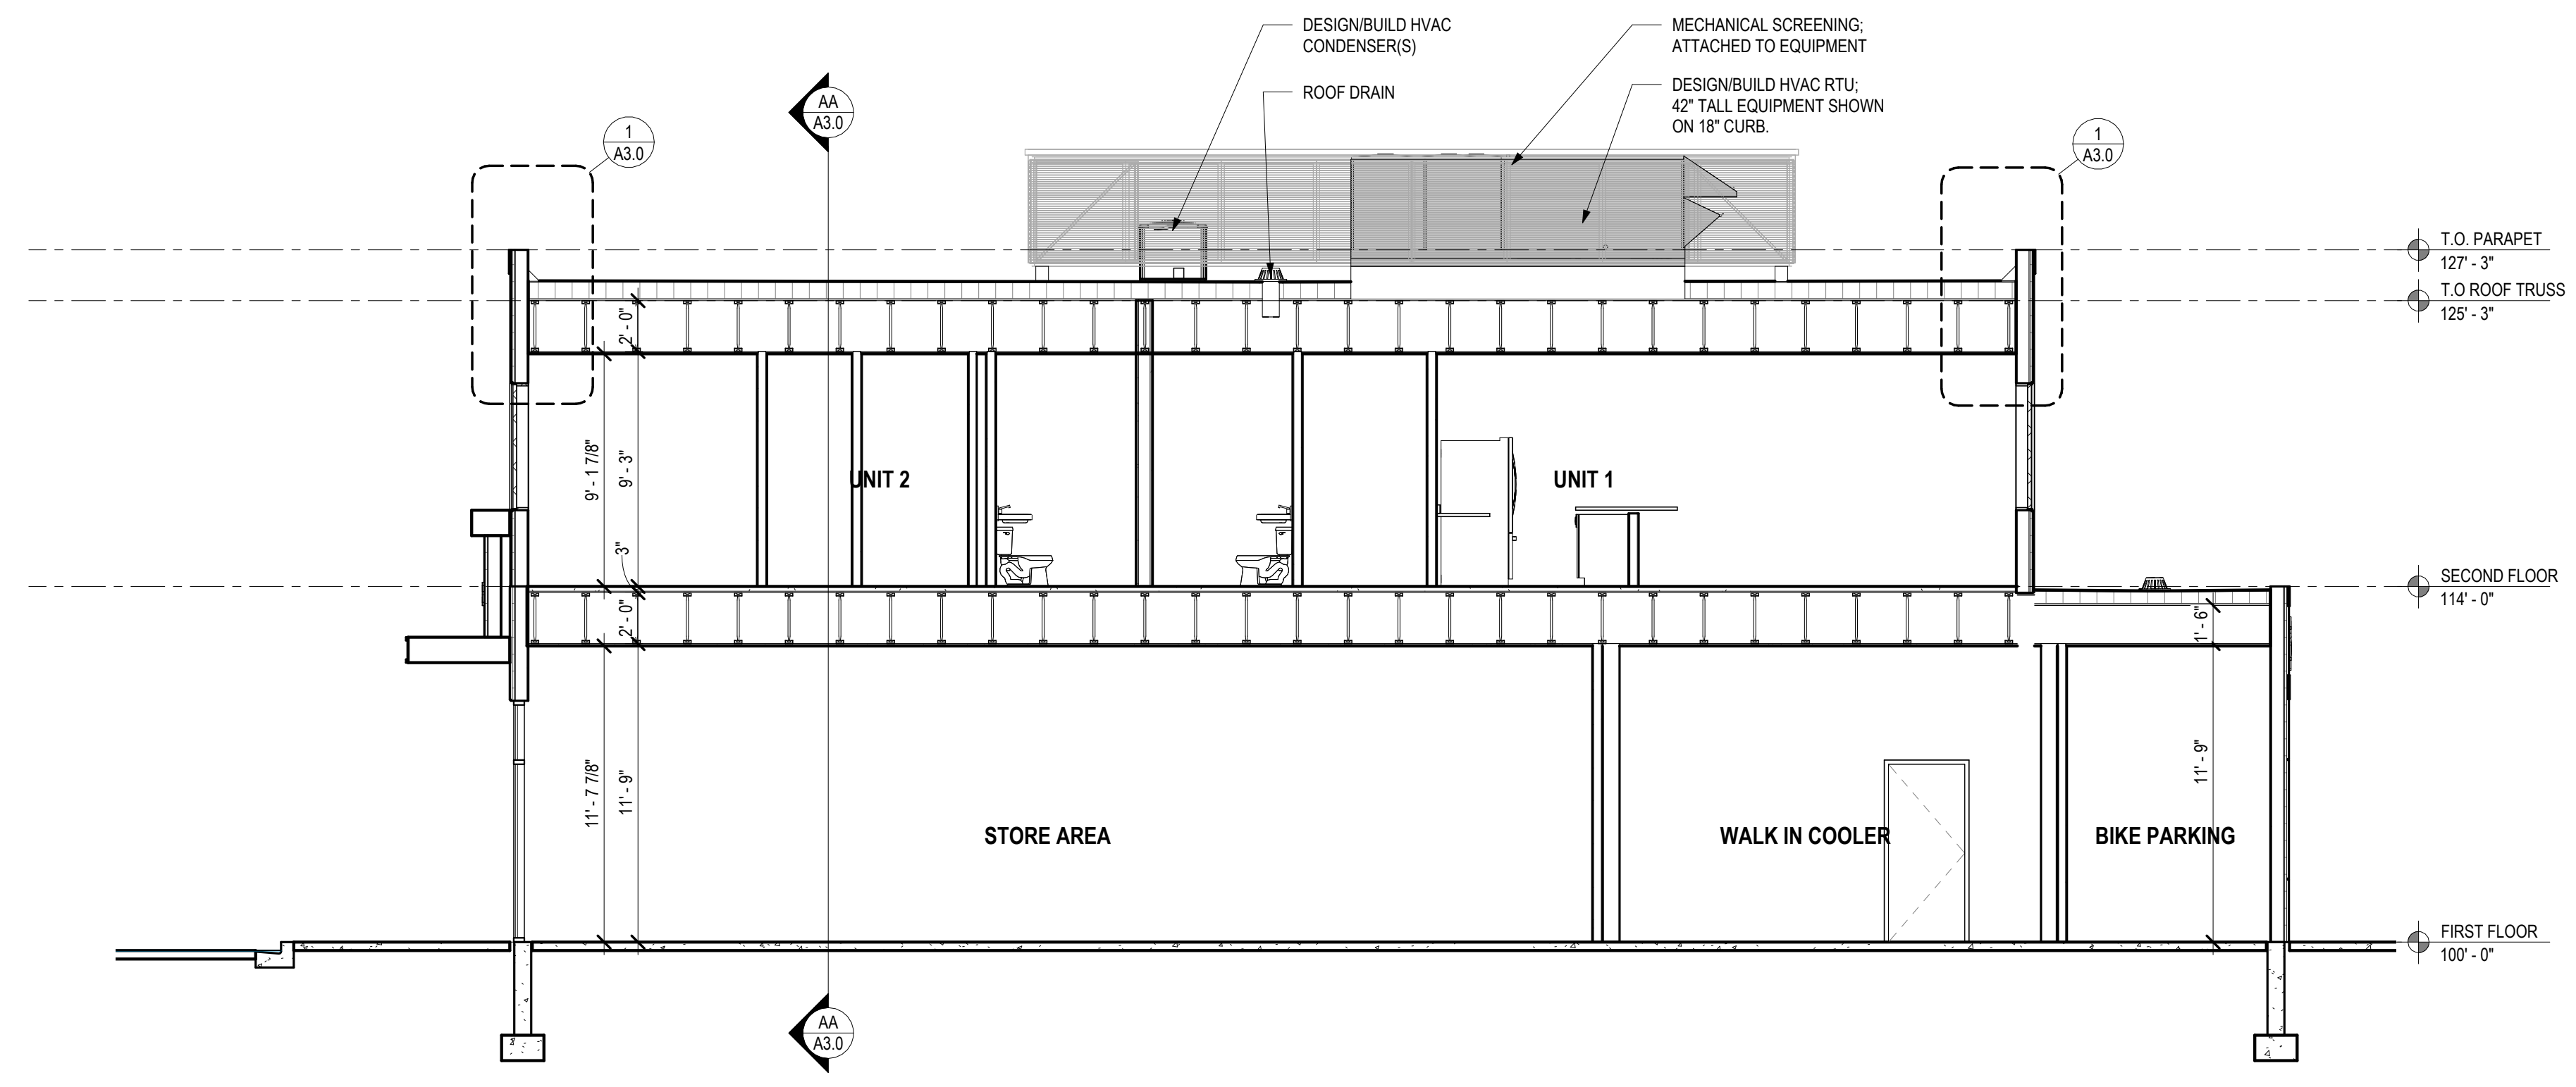 DESIGN/BUILD HVAC
CONDENSER(S)
ROOF DRAIN
MECHANICAL SCREENING;
ATTACHED TO EQUIPMENT
DESIGN/BUILD HVAC RTU;
42" TALL EQUIPMENT SHOWN
ON 18" CURB.
AA
A3.0
1
A3.0
1
A3.0
T.O. PARAPET
127' - 3"
T.O ROOF TRUSS
125' - 3"
2' - 0"
9' - 1 7/8"
9' - 3"
UNIT 2
UNIT 1
3"
SECOND FLOOR
114' - 0"
2' - 0"
1' - 6"
11' - 7 7/8"
11' - 9"
11' - 9"
STORE AREA
WALK IN COOLER
BIKE PARKING
FIRST FLOOR
100' - 0"
AA
A3.0